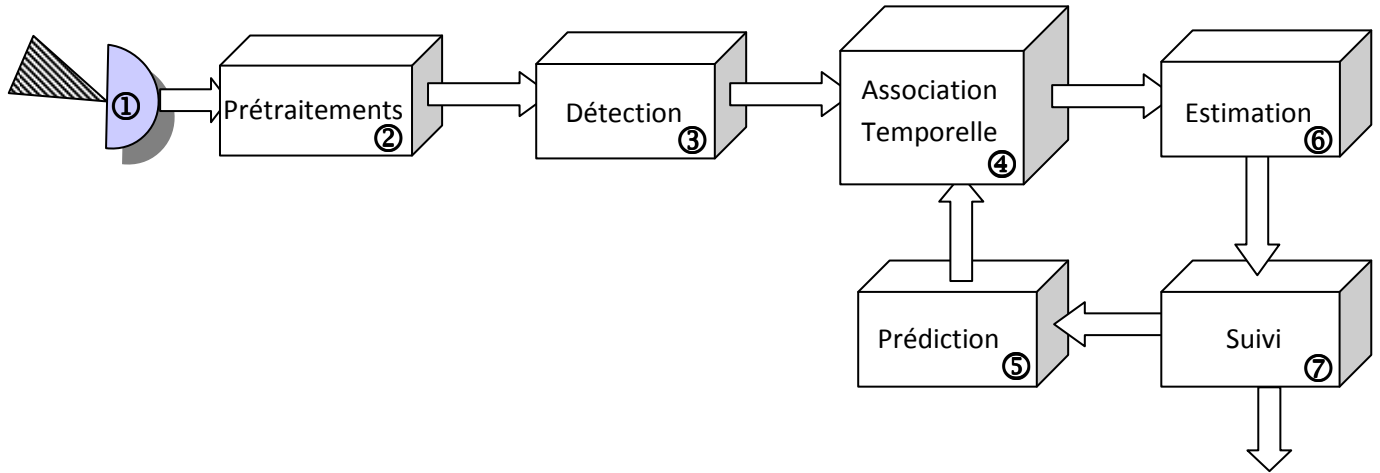 ①
Prétraitements
②
Détection
③
Association
Temporelle
④
Estimation
⑥
Prédiction
⑤
Suivi
⑦